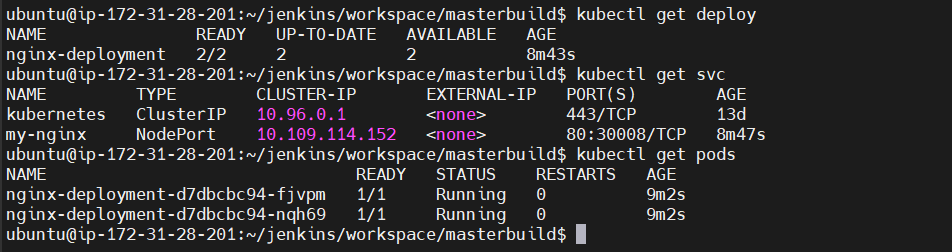 ubuntu@ip-172-31-28-201:~/jenkins/workspace/masterbuild$ kubectl get deploy
NAME               READY   UP-TO-DATE   AVAILABLE   AGE
nginx-deployment   2/2     2            2           8m43s
ubuntu@ip-172-31-28-201:~/jenkins/workspace/masterbuild$ kubectl get svc
NAME         TYPE        CLUSTER-IP       EXTERNAL-IP   PORT(S)        AGE
kubernetes   ClusterIP   10.96.0.1        <none>        443/TCP        13d
my-nginx     NodePort    10.109.114.152   <none>        80:30008/TCP   8m47s
ubuntu@ip-172-31-28-201:~/jenkins/workspace/masterbuild$ kubectl get pods
NAME                               READY   STATUS    RESTARTS   AGE
nginx-deployment-d7dbcbc94-fjvpm   1/1     Running   0          9m2s
nginx-deployment-d7dbcbc94-nqh69   1/1     Running   0          9m2s
ubuntu@ip-172-31-28-201:~/jenkins/workspace/masterbuild$